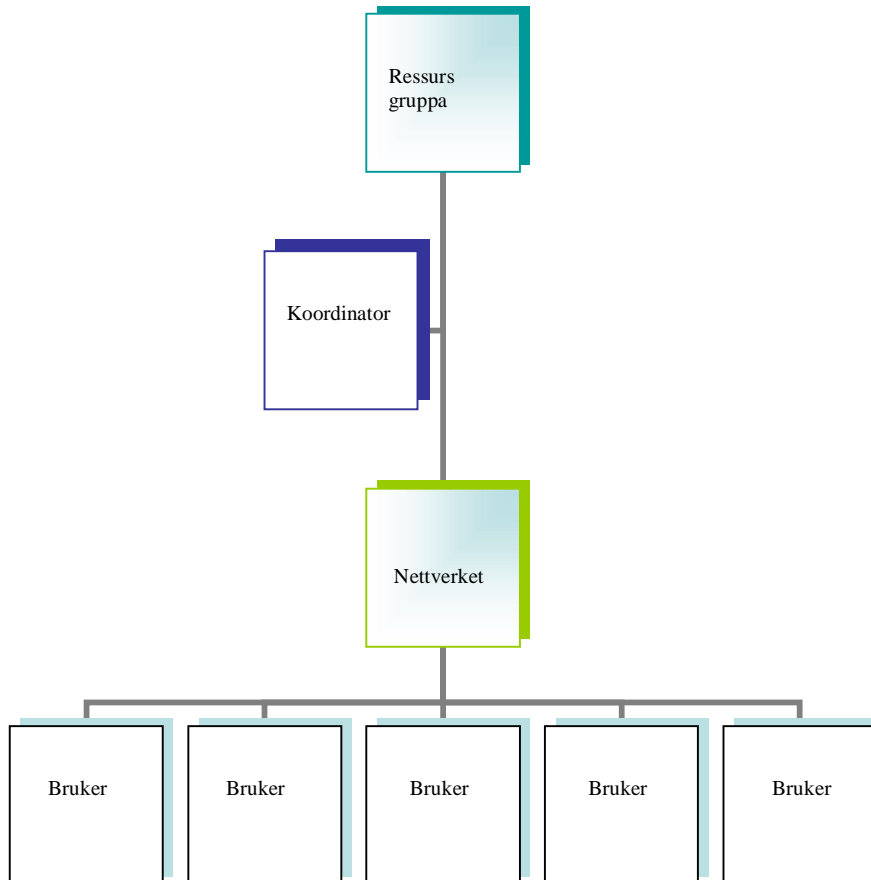 Ressurs
gruppa
Koordinator
Nettverket
Bruker
Bruker
Bruker
Bruker
Bruker